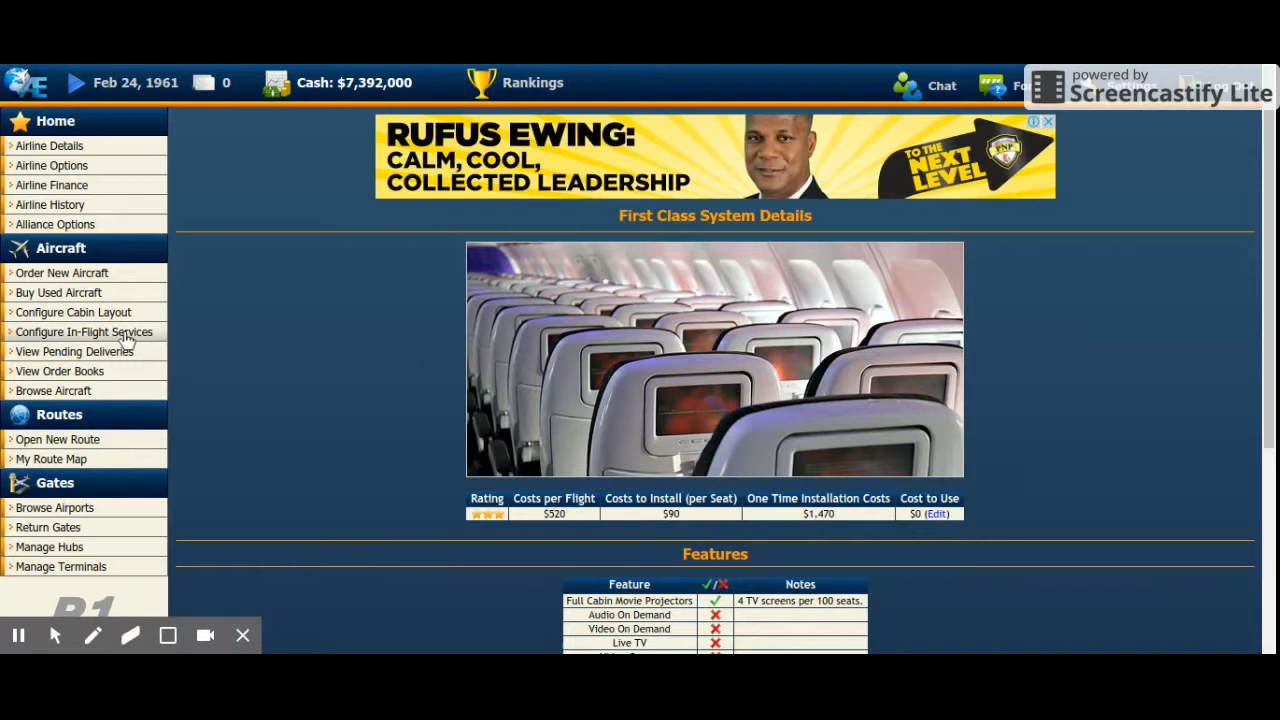 Feb 24, 1961
0
Cash: $7,392,000
Rankings
Chat
powered by
Screencastify Lite
Home
Airline Details
Airline Options
Airline Finance
Airline History
Alliance Options
Aircraft
Order New Aircraft
Buy Used Aircraft
Configure Cabin Layout
Configure In-Flight Services
View Pending Deliveries
View Order Books
Browse Aircraft
Routes
Open New Route
My Route Map
Gates
Browse Airports
Return Gates
Manage Hubs
Manage Terminals
RUFUS EWING:
CALM, COOL,
COLLECTED LEADERSHIP
TO THE
NEXT
LEVEL
PNP
First Class System Details
Rating Costs per Flight Costs to Install (per Seat) One Time Installation Costs Cost to Use
$520 $90 $1,470 $0 (Edit)
Features
Feature Notes
Full Cabin Movie Projectors 4 TV screens per 100 seats.
Audio On Demand
Video On Demand
Live TV